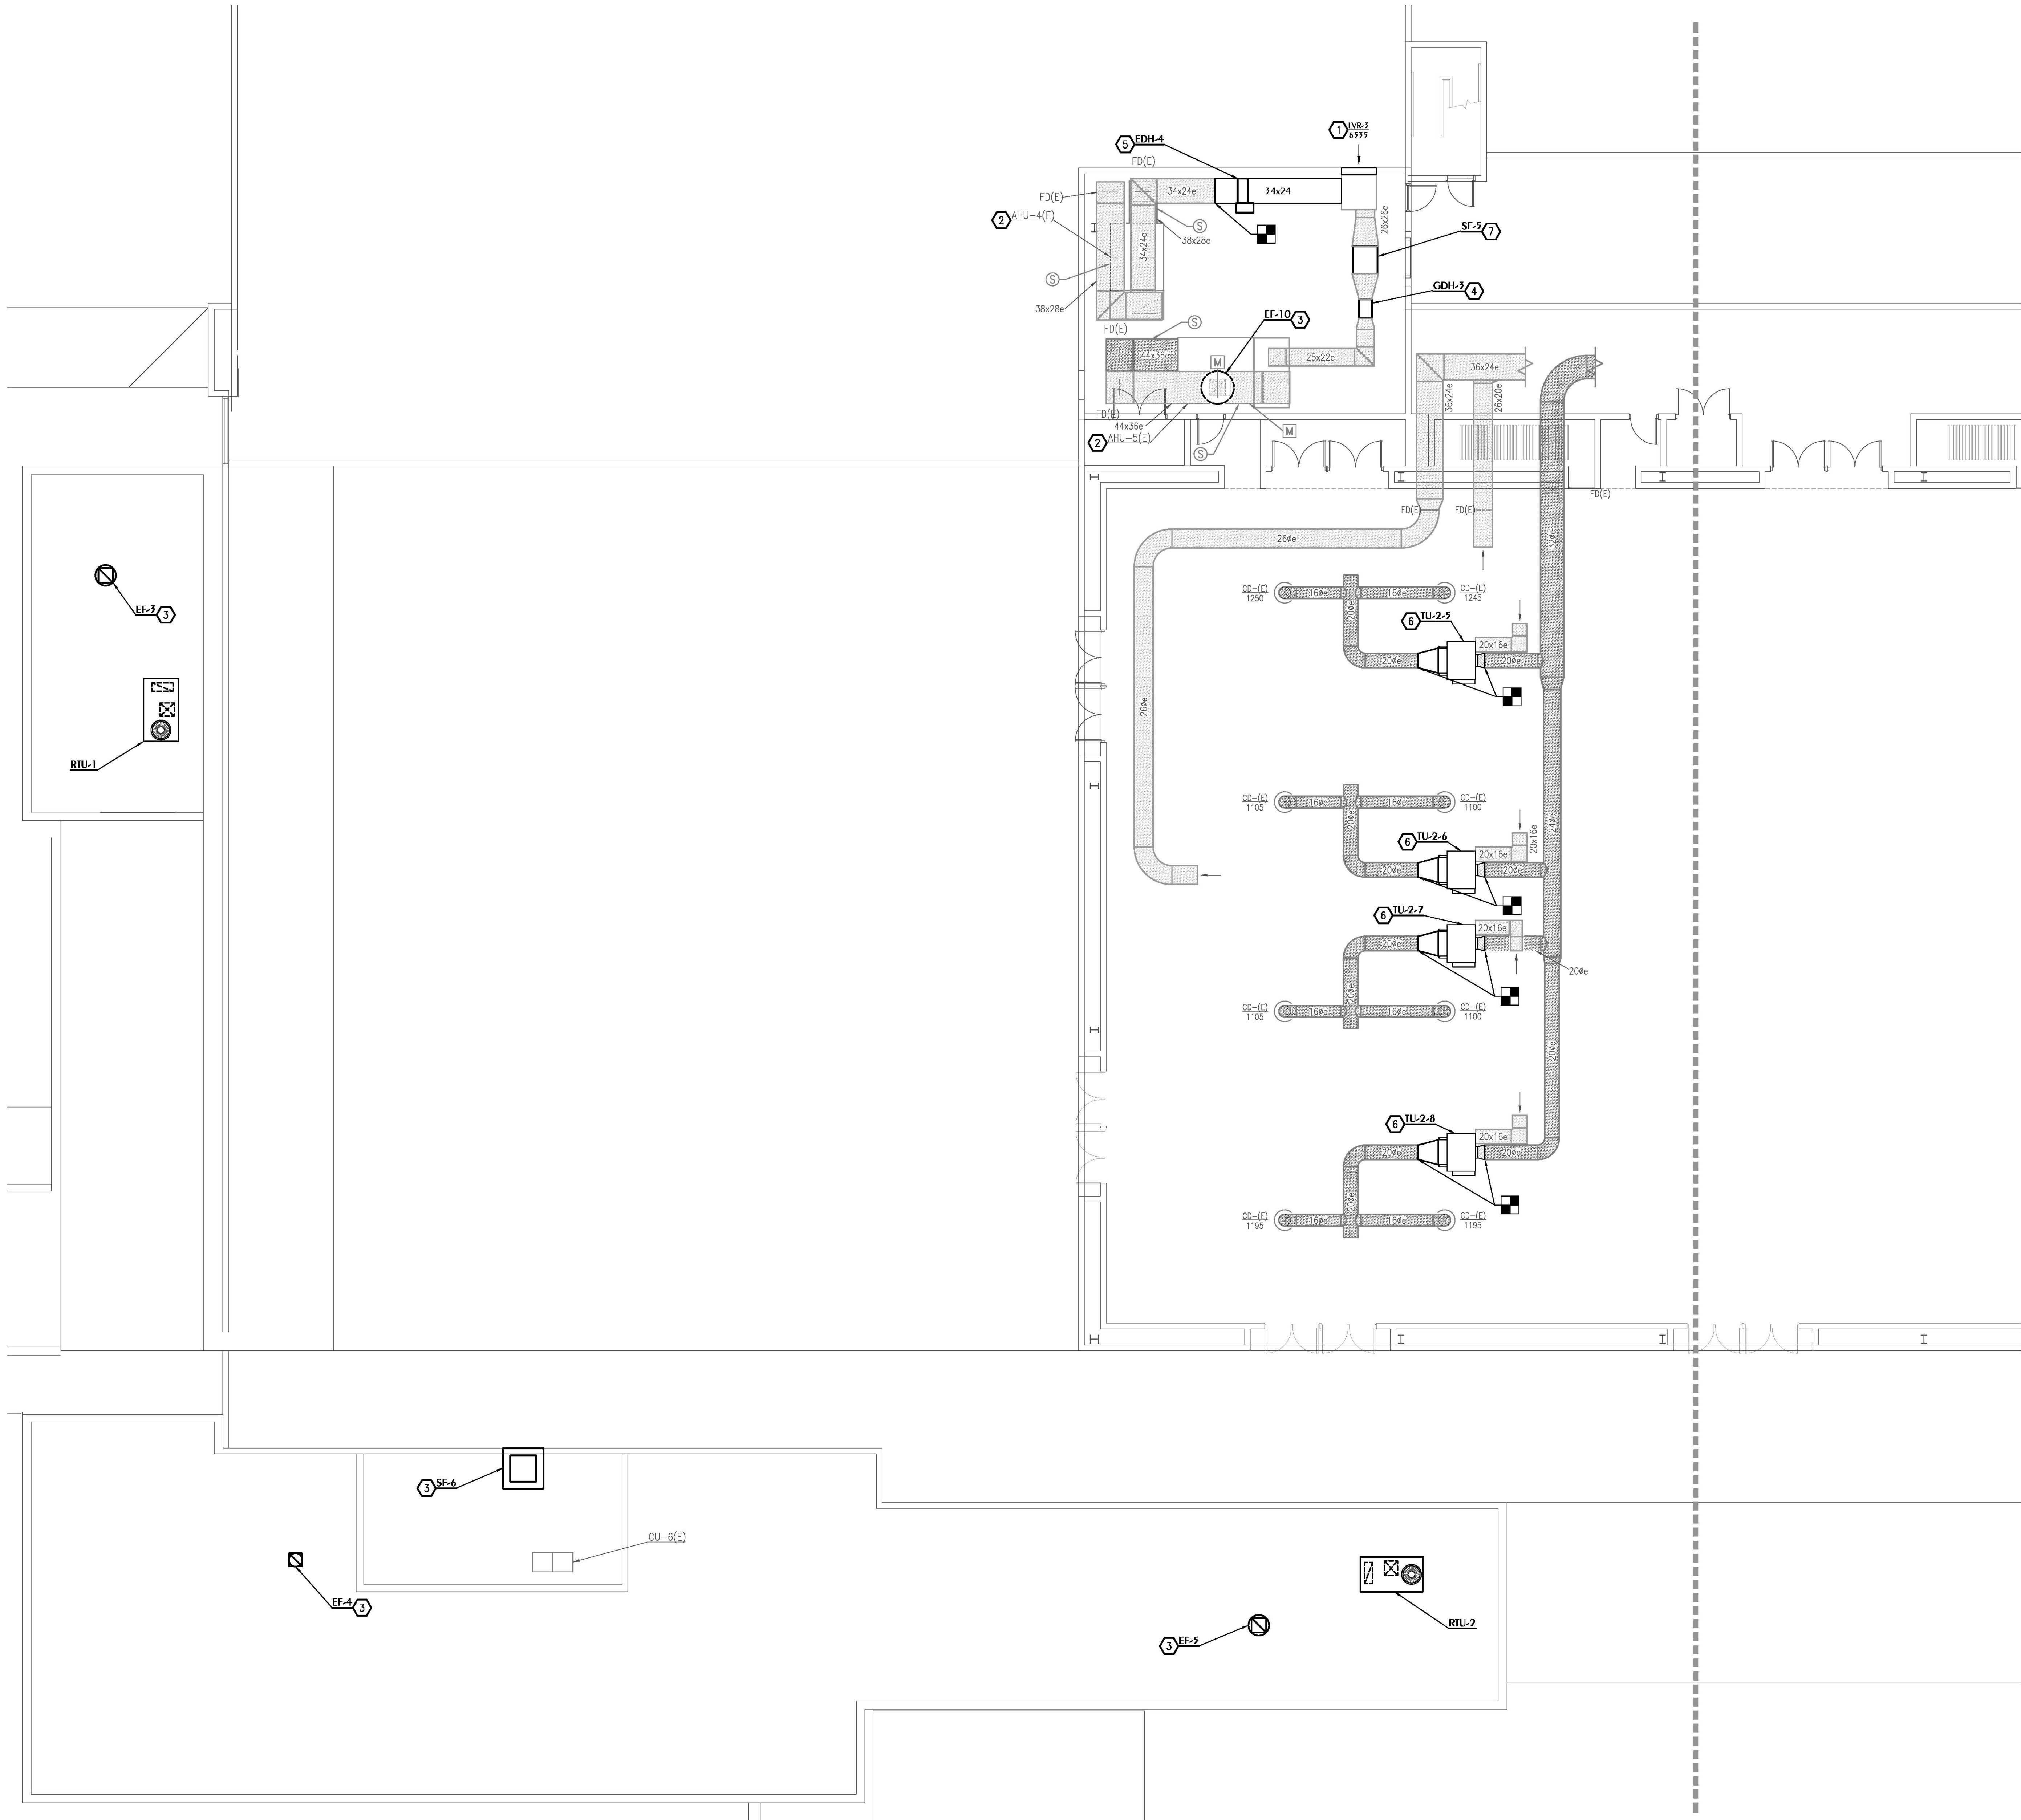 1 LVR-3
6535
5 EDH-4
FD(E)
34x24e
34x24
FD(E)
2 AHU-4(E)
S
38x28e
34x24e
26x26e
SF-5 7
S
38x28e
GDH-3 4
EF-10 3
FD(E)
S
44x36e
M
25x22e
36x24e
36x24e
26x20e
FD(E)
44x36e
M
2 AHU-5(E)
S
FD(E)
FD(E)
FD(E)
26øe
32øe
EF-3 3
CD-(E)
1250
16øe
16øe
CD-(E)
1245
20øe
6 TU-2-5
20x16e
20øe
20øe
26øe
RTU-1
CD-(E)
1105
16øe
16øe
CD-(E)
1100
20øe
24øe
6 TU-2-6
20x16e
20x16e
20øe
20øe
6 TU-2-7
20x16e
20øe
20øe
20øe
CD-(E)
1105
16øe
16øe
CD-(E)
1100
20øe
6 TU-2-8
20x16e
20øe
20øe
20øe
CD-(E)
1195
16øe
16øe
CD-(E)
1195
3 SF-6
CU-6(E)
EF-4 3
3 EF-5
RTU-2